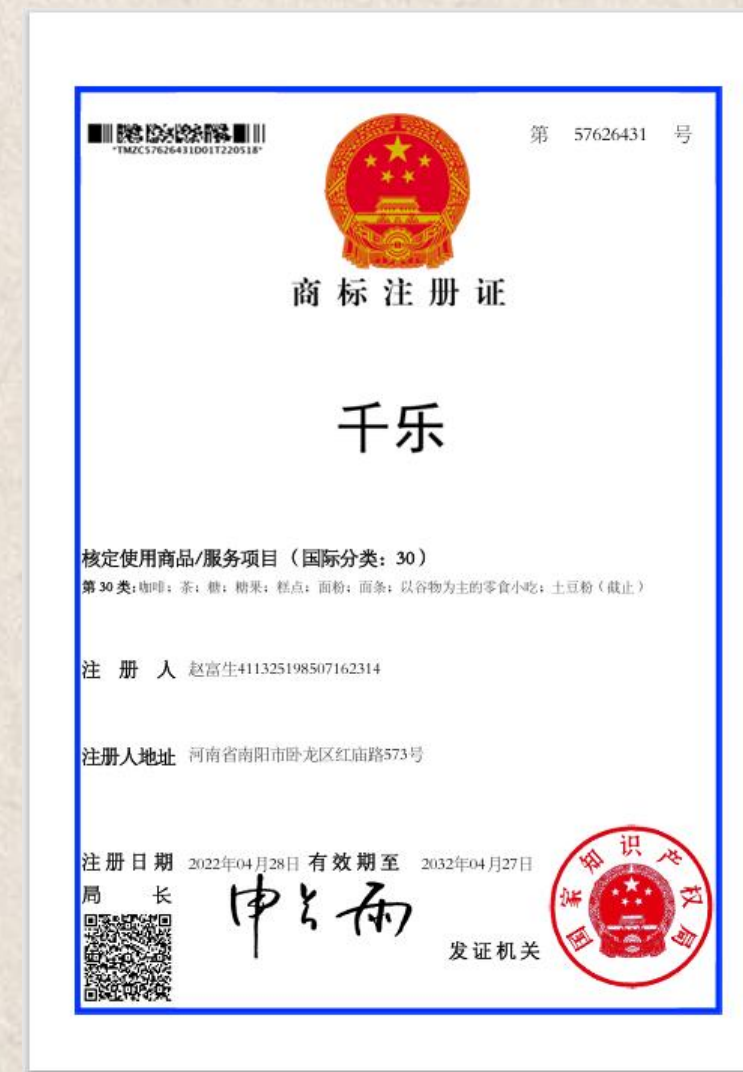 第 57626431 号
*TMZC57626431D01T220518*
商标注册证
千乐
核定使用商品/服务项目（国际分类：30）
第30类:咖啡；茶；糖；糖果；糕点；面粉；面条；以谷物为主的零食小吃；土豆粉（截止）
注册人 赵富生411325198507162314
注册人地址 河南省南阳市卧龙区红庙路573号
注册日期 2022年04月28日 有效期至 2032年04月27日
局长 申长雨
发证机关
国家知识产权局